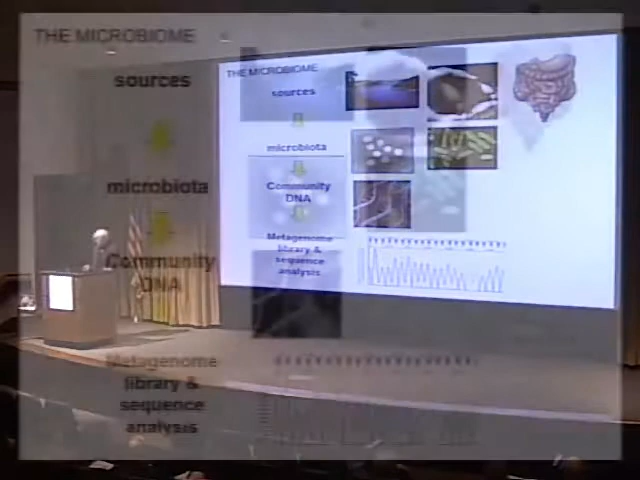 THE MICROBIOME
sources
microbiota
Community
DNA
Metagenome
library &
sequence
analysis
THE MICROBIOME
sources
microbiota
Community
DNA
Metagenome
library &
sequence
analysis